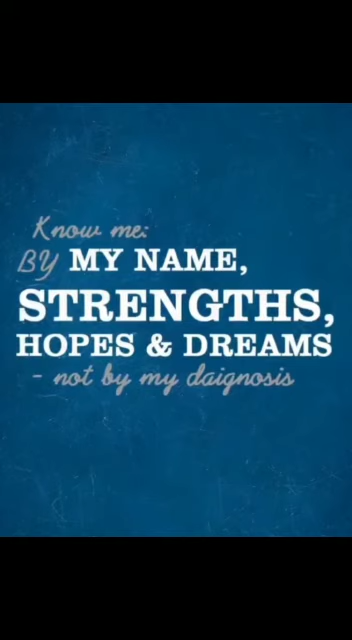 Know me:
BY MY NAME,
STRENGTHS,
HOPES & DREAMS
- not by my daignosis